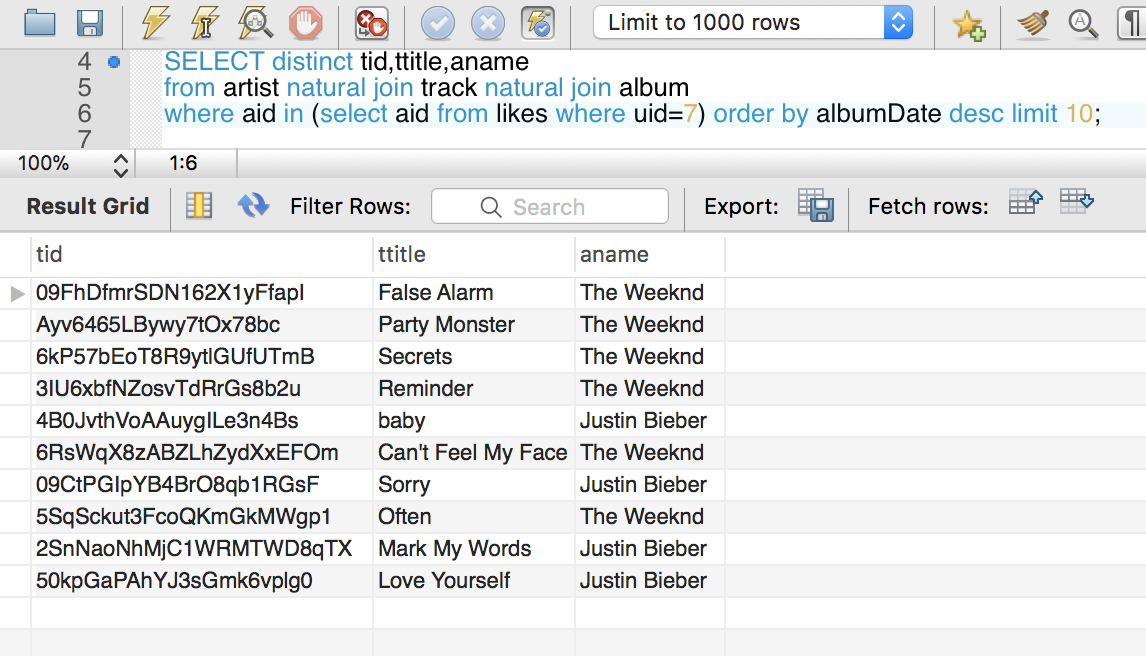 Limit to 1000 rows
4 SELECT distinct tid,ttitle,aname
5 from artist natural join track natural join album
6 where aid in (select aid from likes where uid=7) order by albumDate desc limit 10;
7
100% 1:6
Result Grid Filter Rows: Search Export: Fetch rows:
tid ttitle aname
09FhDfmrSDN162X1yFfapI False Alarm The Weeknd
Ayv6465LBywy7tOx78bc Party Monster The Weeknd
6kP57bEoT8R9ytlGUfUTmB Secrets The Weeknd
3IU6xbfNZosvTdRrGs8b2u Reminder The Weeknd
4B0JvthVoAAuygILe3n4Bs baby Justin Bieber
6RsWqX8zABZLhZydXxEFOm Can't Feel My Face The Weeknd
09CtPGIpYB4BrO8qb1RGsF Sorry Justin Bieber
5SqSckut3FcoQKmGkMWgp1 Often The Weeknd
2SnNaoNhMjC1WRMTWD8qTX Mark My Words Justin Bieber
50kpGaPAhYJ3sGmk6vplg0 Love Yourself Justin Bieber